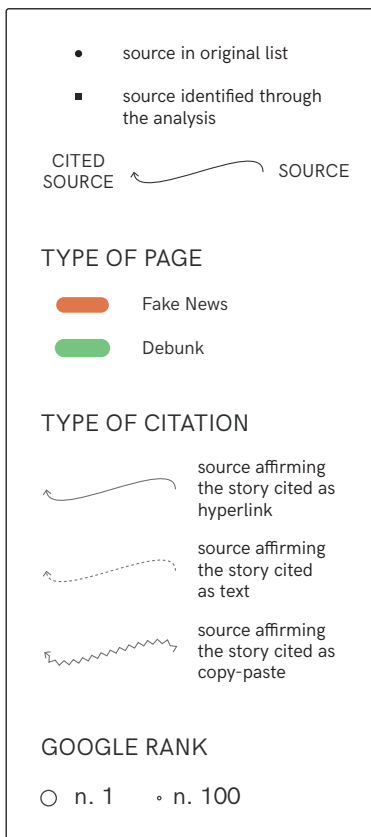 source in original list
source identified through
the analysis
CITED
SOURCE
SOURCE
TYPE OF PAGE
Fake News
Debunk
TYPE OF CITATION
source affirming
the story cited as
hyperlink
source affirming
the story cited
as text
source affirming
the story cited as
copy-paste
GOOGLE RANK
n. 1 n. 100